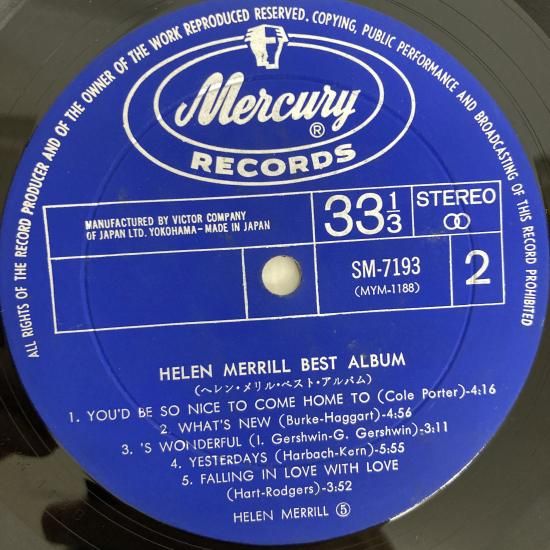 ALL RIGHTS OF THE RECORD PRODUCER AND OF THE OWNER OF THE WORK REPRODUCED RESERVED. COPYING, PUBLIC PERFORMANCE AND BROADCASTING OF THIS RECORD PROHIBITED
Mercury ®
RECORDS
MANUFACTURED BY VICTOR COMPANY
OF JAPAN LTD. YOKOHAMA–MADE IN JAPAN
33 1/3
STEREO
SM-7193
(MYM-1188)
2
HELEN MERRILL BEST ALBUM
(ヘレン・メリル・ベスト・アルバム)
1. YOU'D BE SO NICE TO COME HOME TO (Cole Porter)-4:16
2. WHAT'S NEW (Burke-Haggart)-4:56
3. 'S WONDERFUL (I. Gershwin-G. Gershwin)-3:11
4. YESTERDAYS (Harbach-Kern)-5:55
5. FALLING IN LOVE WITH LOVE
(Hart-Rodgers)-3:52
HELEN MERRILL ⑤